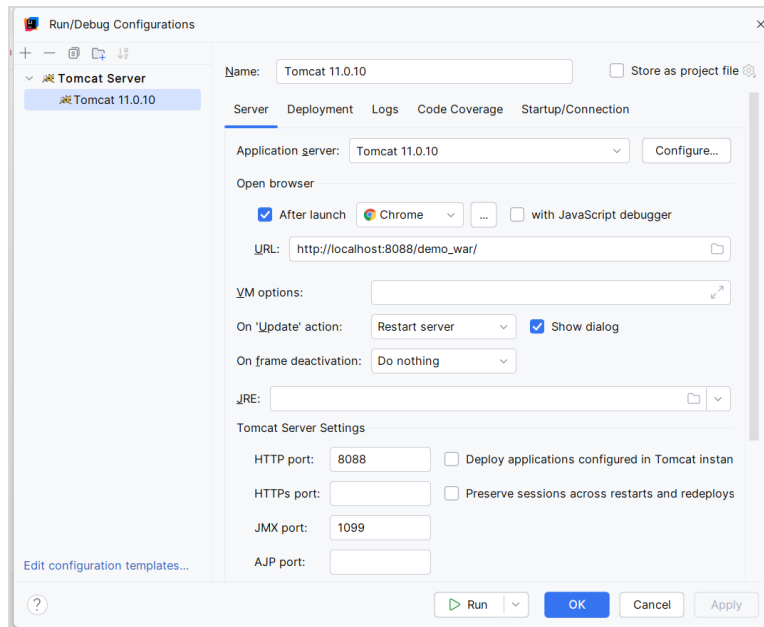 Run/Debug Configurations
Name: Tomcat 11.0.10 Store as project file
Tomcat Server
Tomcat 11.0.10
Server Deployment Logs Code Coverage Startup/Connection
Application server: Tomcat 11.0.10 Configure...
Open browser
After launch Chrome ... with JavaScript debugger
URL: http://localhost:8088/demo_war/
VM options:
On 'Update' action: Restart server Show dialog
On frame deactivation: Do nothing
JRE:
Tomcat Server Settings
HTTP port: 8088 Deploy applications configured in Tomcat instan
HTTPs port: Preserve sessions across restarts and redeploys
JMX port: 1099
AJP port:
Edit configuration templates...
? Run OK Cancel Apply